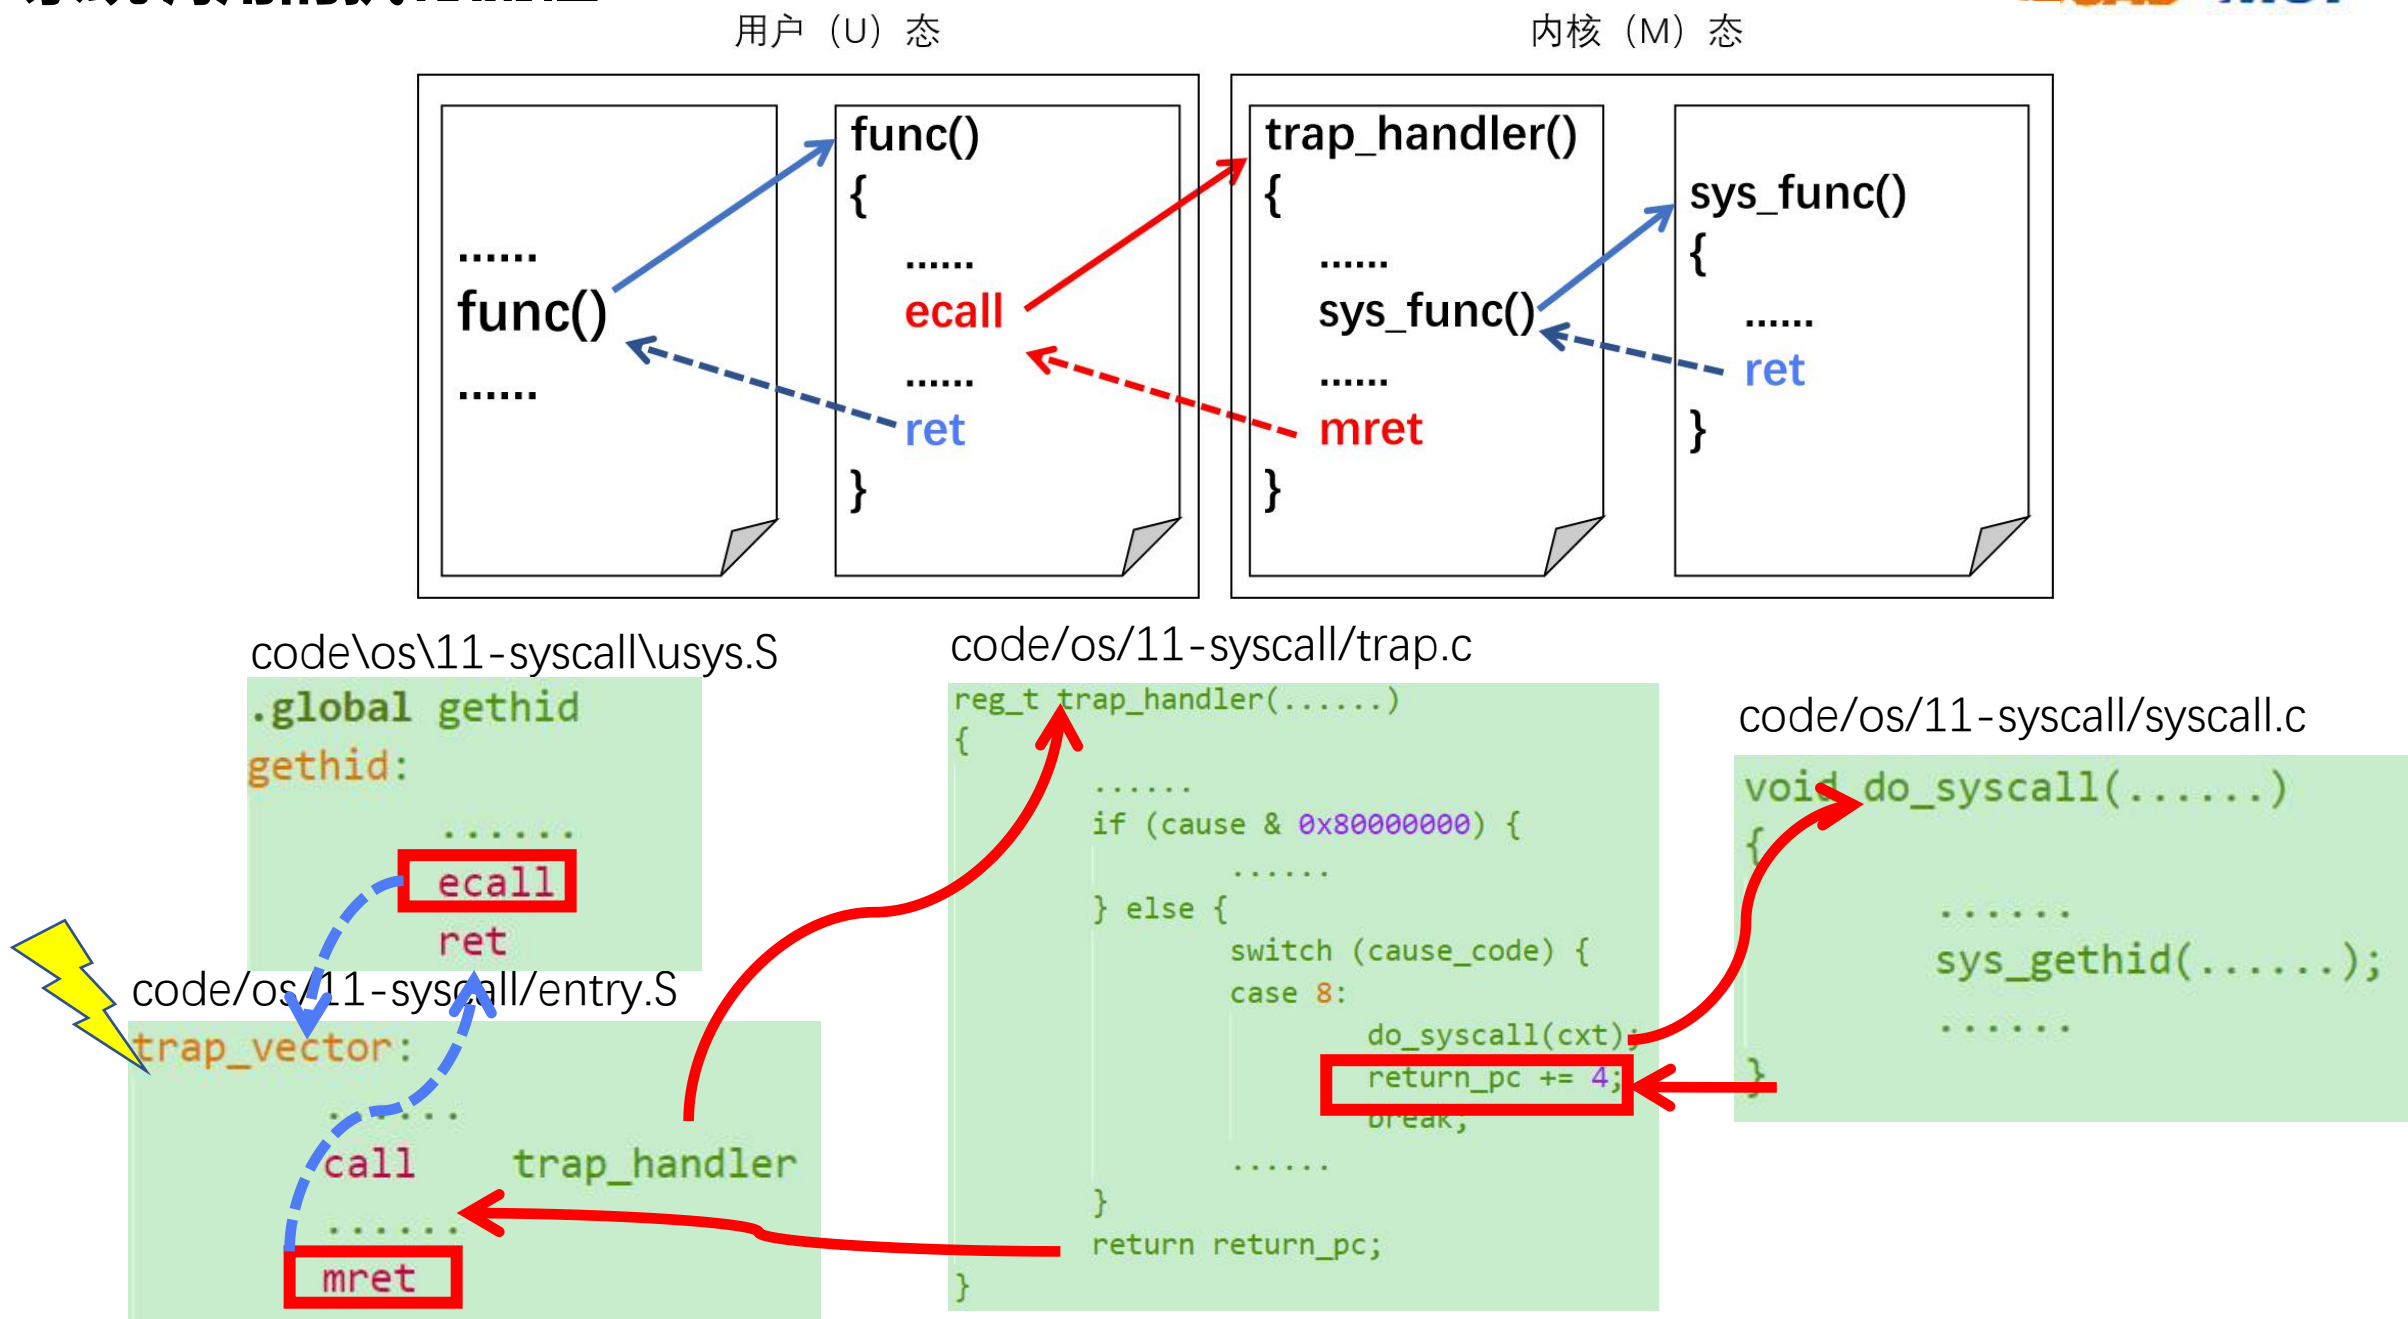 用户（U）态
内核（M）态
......
func()
......
func()
{
......
ecall
......
ret
}
trap_handler()
{
......
sys_func()
......
mret
}
sys_func()
{
......
ret
}
code\os\11-syscall\usys.S
.global gethid
gethid:
......
ecall
ret
code/os/11-syscall/entry.S
trap_vector:
......
call trap_handler
......
mret
code/os/11-syscall/trap.c
reg_t trap_handler(......)
{
......
if (cause & 0x80000000) {
......
} else {
switch (cause_code) {
case 8:
do_syscall(cxt);
return_pc += 4;
break;
......
}
return return_pc;
}
code/os/11-syscall/syscall.c
void do_syscall(......)
{
......
sys_gethid(......);
......
}